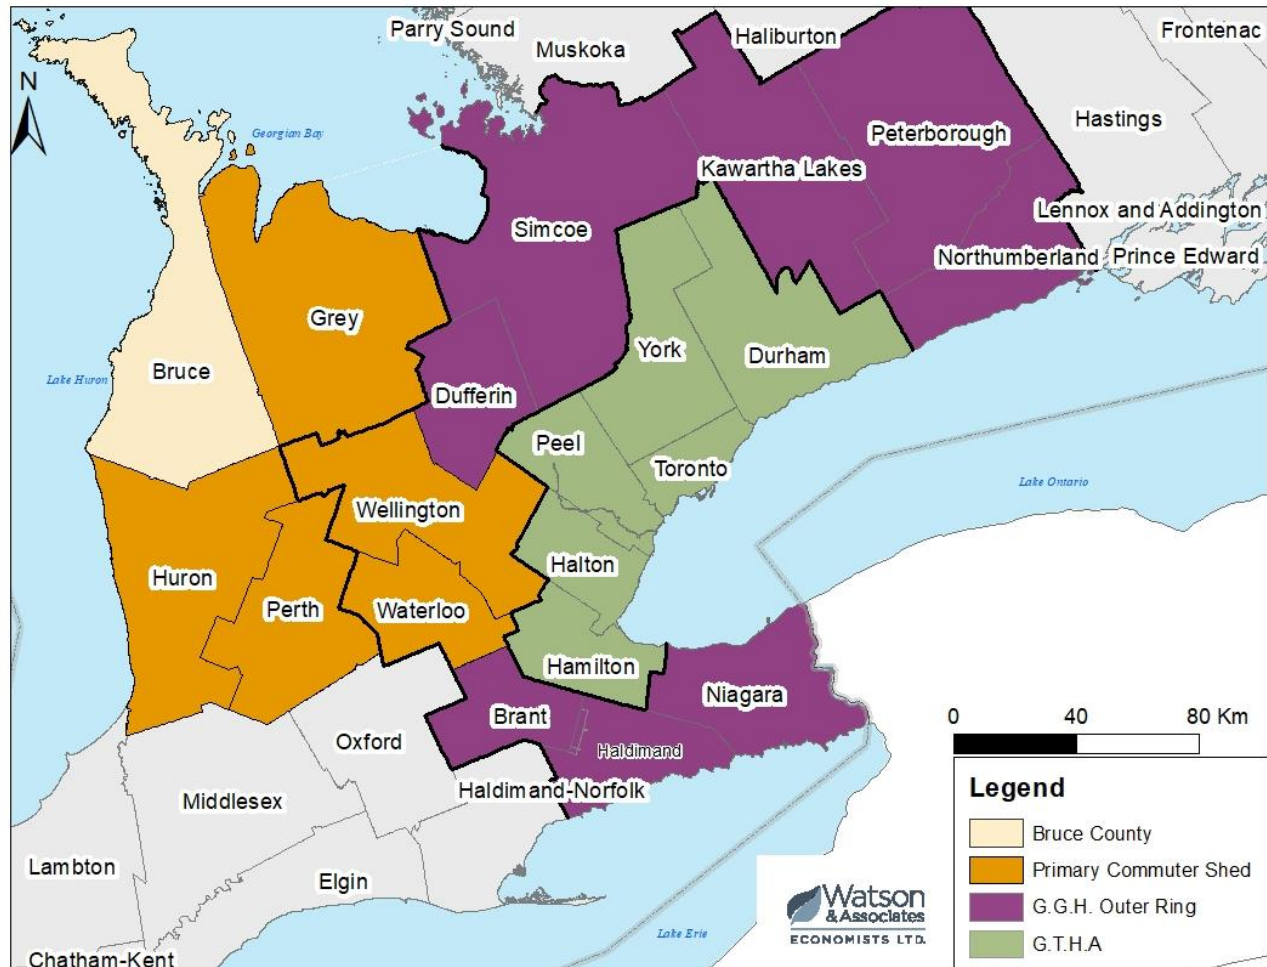 Parry Sound
Muskoka
Haliburton
Frontenac
N
Georgian Bay
Hastings
Peterborough
Kawartha Lakes
Lennox and Addington
Simcoe
Northumberland
Prince Edward
Grey
York
Durham
Bruce
Lake Huron
Dufferin
Peel
Toronto
Lake Ontario
Wellington
Halton
Huron
Perth
Waterloo
Hamilton
Niagara
Brant
0 40 80 Km
Oxford
Haldimand
Haldimand-Norfolk
Middlesex
Lambton
Elgin
Lake Erie
Chatham-Kent
Legend
Bruce County
Primary Commuter Shed
G.G.H. Outer Ring
G.T.H.A
Watson
& Associates
ECONOMISTS LTD.